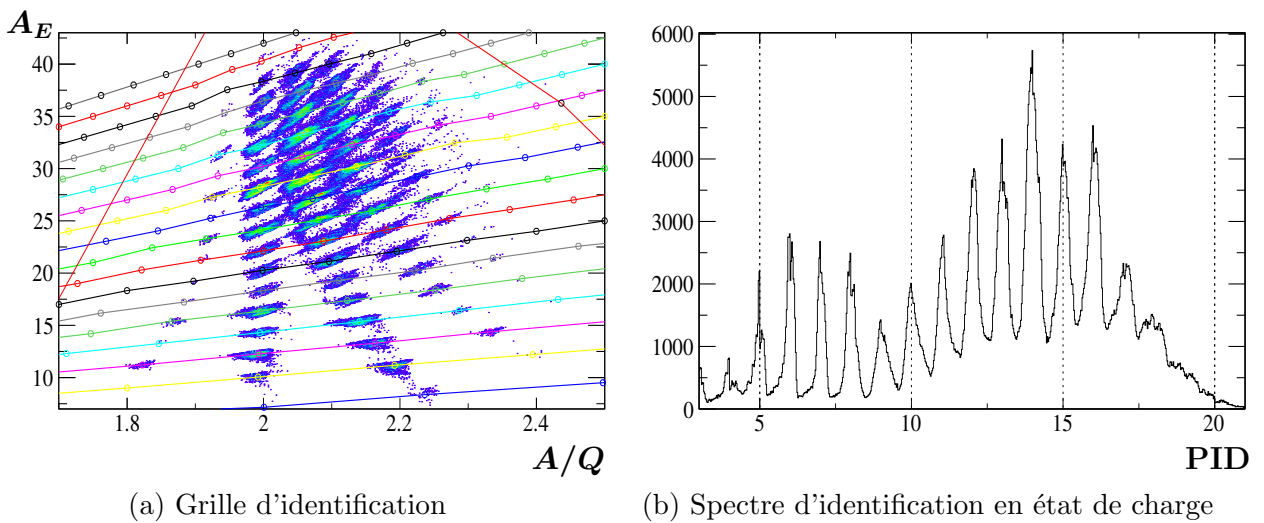 A_E
40
35
30
25
20
15
10
1.8 2 2.2 2.4
A/Q
6000
5000
4000
3000
2000
1000
0
5 10 15 20
PID
(a) Grille d'identification
(b) Spectre d'identification en état de charge